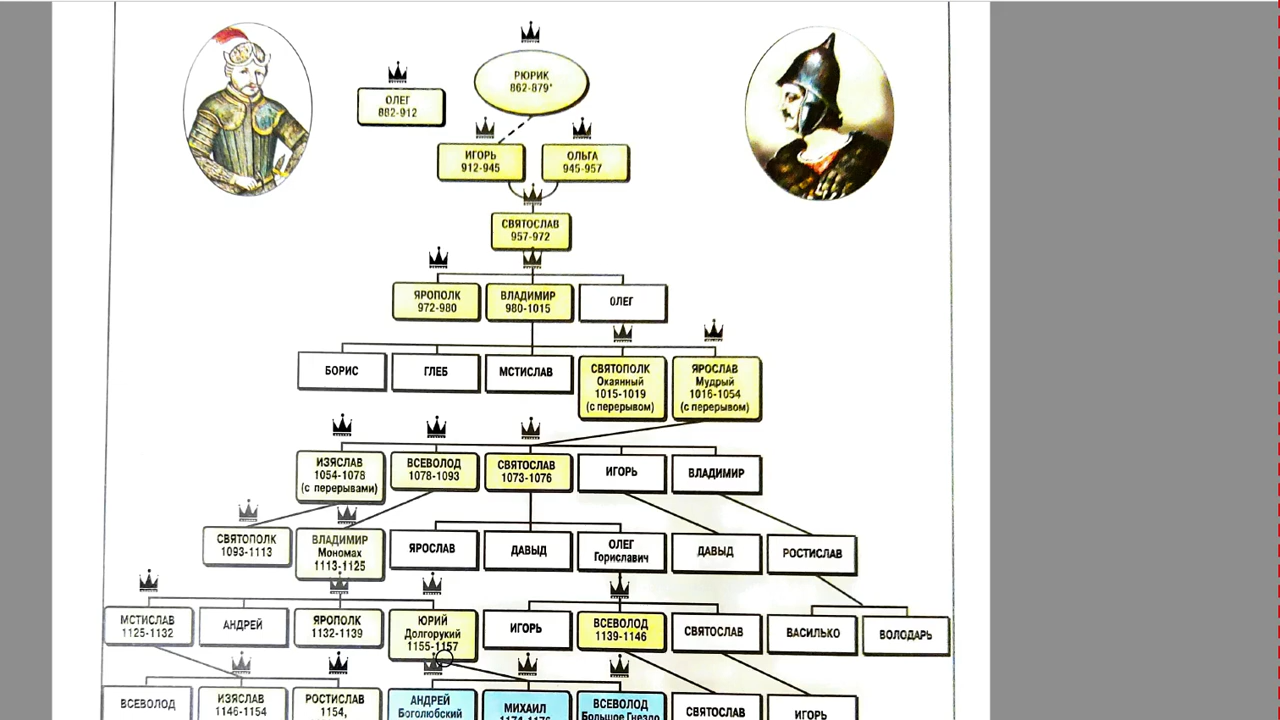 РЮРИК
862-879*
ОЛЕГ
882-912
ИГОРЬ
912-945
ОЛЬГА
945-957
СВЯТОСЛАВ
957-972
ЯРОПОЛК
972-980
ВЛАДИМИР
980-1015
ОЛЕГ
БОРИС
ГЛЕБ
МСТИСЛАВ
СВЯТОПОЛК
Окаянный
1015-1019
(с перерывом)
ЯРОСЛАВ
Мудрый
1016-1054
(с перерывом)
ИЗЯСЛАВ
1054-1078
(с перерывами)
ВСЕВОЛОД
1078-1093
СВЯТОСЛАВ
1073-1076
ИГОРЬ
ВЛАДИМИР
СВЯТОПОЛК
1093-1113
ВЛАДИМИР
Мономах
1113-1125
ЯРОСЛАВ
ДАВЫД
ОЛЕГ
Гориславич
ДАВЫД
РОСТИСЛАВ
МСТИСЛАВ
1125-1132
АНДРЕЙ
ЯРОПОЛК
1132-1139
ЮРИЙ
Долгорукий
1155-1157
ИГОРЬ
ВСЕВОЛОД
1139-1146
СВЯТОСЛАВ
ВАСИЛЬКО
ВОЛОДАРЬ
ВСЕВОЛОД
ИЗЯСЛАВ
1146-1154
РОСТИСЛАВ
1154,
АНДРЕЙ
Боголюбский
МИХАИЛ
1174-1176
ВСЕВОЛОД
Большое Гнездо
СВЯТОСЛАВ
ИГОРЬ